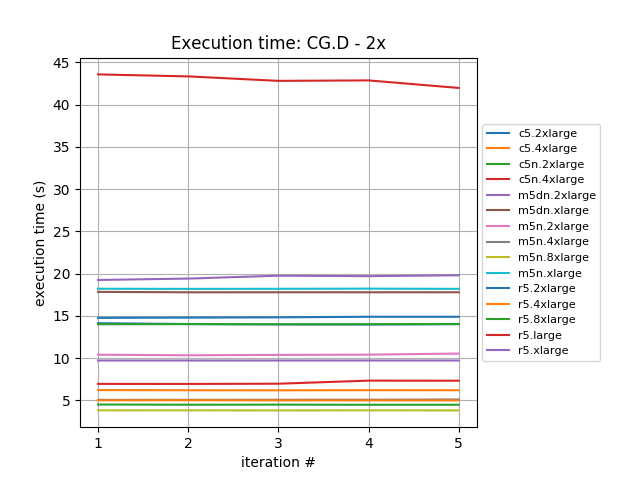 Execution time: CG.D - 2x
execution time (s)
45
40
35
30
25
20
15
10
5
1 2 3 4 5
iteration #
c5.2xlarge
c5.4xlarge
c5n.2xlarge
c5n.4xlarge
m5dn.2xlarge
m5dn.xlarge
m5n.2xlarge
m5n.4xlarge
m5n.8xlarge
m5n.xlarge
r5.2xlarge
r5.4xlarge
r5.8xlarge
r5.large
r5.xlarge